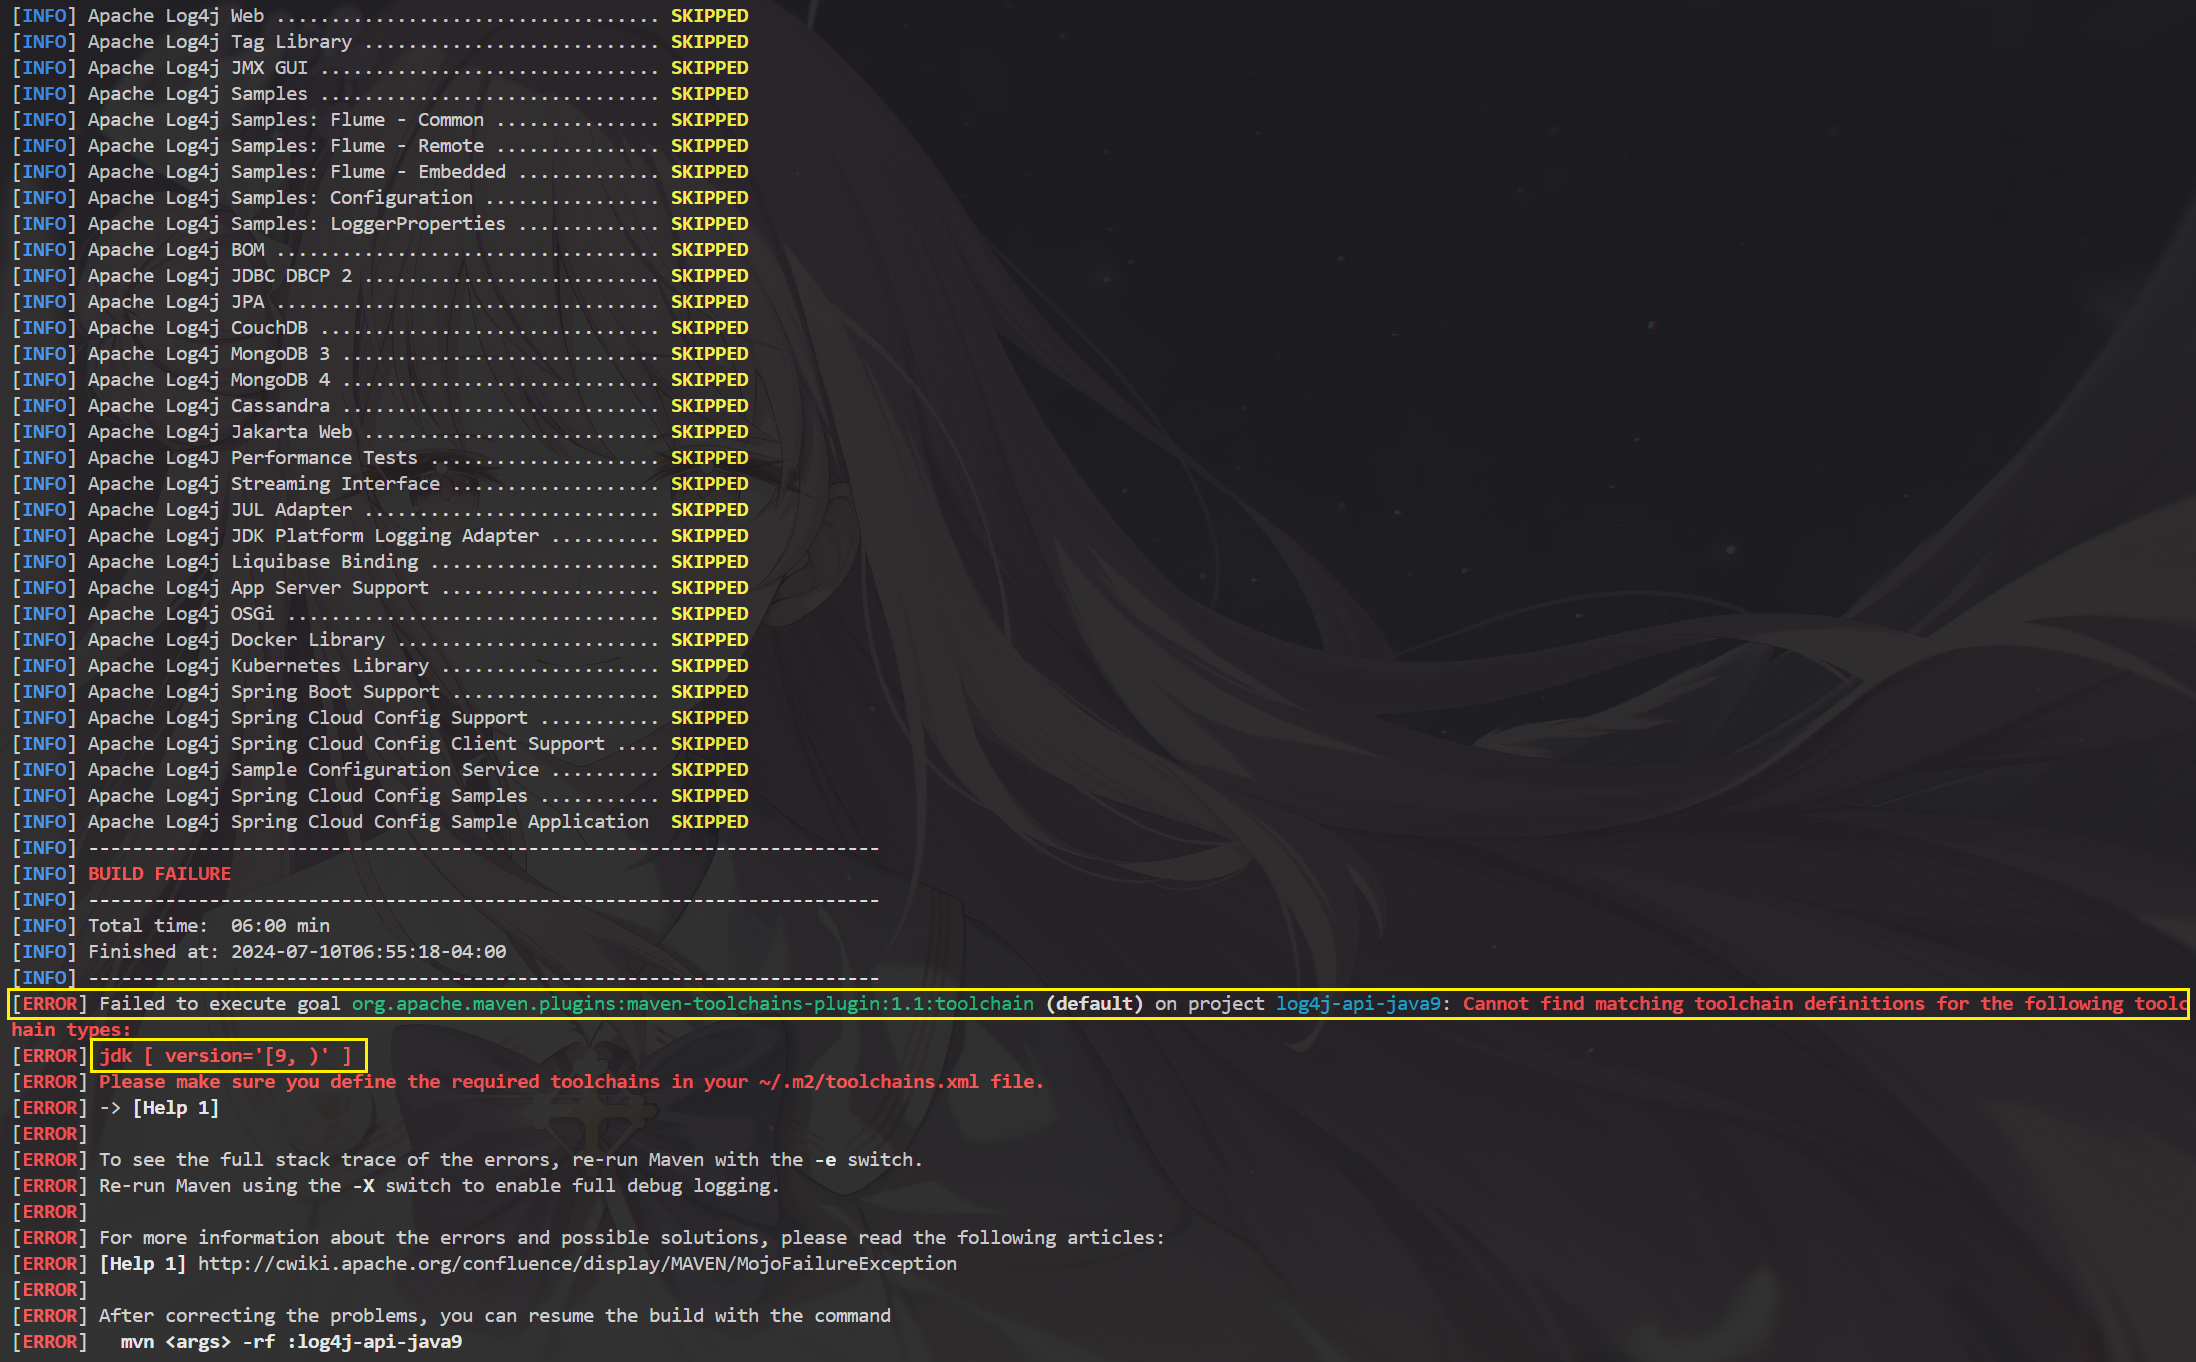 [INFO] Apache Log4j Web ................................... SKIPPED
[INFO] Apache Log4j Tag Library ........................... SKIPPED
[INFO] Apache Log4j JMX GUI ............................... SKIPPED
[INFO] Apache Log4j Samples ............................... SKIPPED
[INFO] Apache Log4j Samples: Flume - Common ............... SKIPPED
[INFO] Apache Log4j Samples: Flume - Remote ............... SKIPPED
[INFO] Apache Log4j Samples: Flume - Embedded ............. SKIPPED
[INFO] Apache Log4j Samples: Configuration ................ SKIPPED
[INFO] Apache Log4j Samples: LoggerProperties ............. SKIPPED
[INFO] Apache Log4j BOM ................................... SKIPPED
[INFO] Apache Log4j JDBC DBCP 2 ........................... SKIPPED
[INFO] Apache Log4j JPA ................................... SKIPPED
[INFO] Apache Log4j CouchDB ............................... SKIPPED
[INFO] Apache Log4j MongoDB 3 ............................. SKIPPED
[INFO] Apache Log4j MongoDB 4 ............................. SKIPPED
[INFO] Apache Log4j Cassandra ............................. SKIPPED
[INFO] Apache Log4j Jakarta Web ........................... SKIPPED
[INFO] Apache Log4J Performance Tests ..................... SKIPPED
[INFO] Apache Log4j Streaming Interface ................... SKIPPED
[INFO] Apache Log4j JUL Adapter ........................... SKIPPED
[INFO] Apache Log4j JDK Platform Logging Adapter .......... SKIPPED
[INFO] Apache Log4j Liquibase Binding ..................... SKIPPED
[INFO] Apache Log4j App Server Support .................... SKIPPED
[INFO] Apache Log4j OSGi .................................. SKIPPED
[INFO] Apache Log4j Docker Library ........................ SKIPPED
[INFO] Apache Log4j Kubernetes Library .................... SKIPPED
[INFO] Apache Log4j Spring Boot Support ................... SKIPPED
[INFO] Apache Log4j Spring Cloud Config Support ........... SKIPPED
[INFO] Apache Log4j Spring Cloud Config Client Support .... SKIPPED
[INFO] Apache Log4j Sample Configuration Service .......... SKIPPED
[INFO] Apache Log4j Spring Cloud Config Samples ........... SKIPPED
[INFO] Apache Log4j Spring Cloud Config Sample Application  SKIPPED
[INFO] ------------------------------------------------------------------------
[INFO] BUILD FAILURE
[INFO] ------------------------------------------------------------------------
[INFO] Total time:  06:00 min
[INFO] Finished at: 2024-07-10T06:55:18-04:00
[INFO] ------------------------------------------------------------------------
[ERROR] Failed to execute goal org.apache.maven.plugins:maven-toolchains-plugin:1.1:toolchain (default) on project log4j-api-java9: Cannot find matching toolchain definitions for the following toolc
hain types:
[ERROR] jdk [ version='[9, )' ]
[ERROR] Please make sure you define the required toolchains in your ~/.m2/toolchains.xml file.
[ERROR] -> [Help 1]
[ERROR]
[ERROR] To see the full stack trace of the errors, re-run Maven with the -e switch.
[ERROR] Re-run Maven using the -X switch to enable full debug logging.
[ERROR]
[ERROR] For more information about the errors and possible solutions, please read the following articles:
[ERROR] [Help 1] http://cwiki.apache.org/confluence/display/MAVEN/MojoFailureException
[ERROR]
[ERROR] After correcting the problems, you can resume the build with the command
[ERROR]   mvn <args> -rf :log4j-api-java9